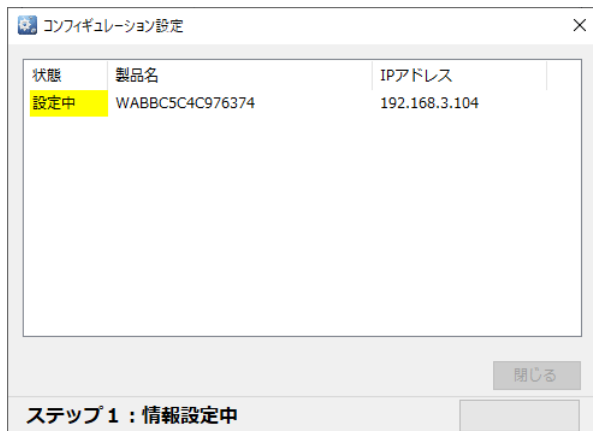 コンフィギュレーション設定
状態 製品名 IPアドレス
設定中 WABBC5C4C976374 192.168.3.104
閉じる
ステップ1:情報設定中